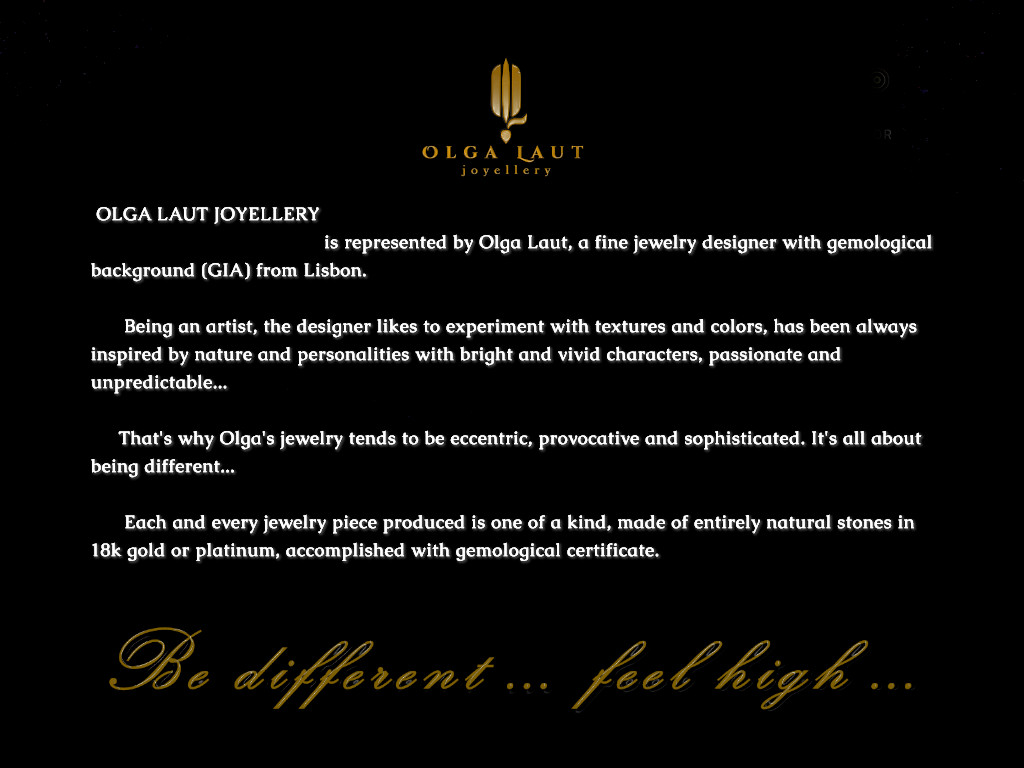 OLGA LAUT
joyellery
OLGA LAUT JOYELLERY
is represented by Olga Laut, a fine jewelry designer with gemological
background (GIA) from Lisbon.
Being an artist, the designer likes to experiment with textures and colors, has been always
inspired by nature and personalities with bright and vivid characters, passionate and
unpredictable...
That's why Olga's jewelry tends to be eccentric, provocative and sophisticated. It's all about
being different...
Each and every jewelry piece produced is one of a kind, made of entirely natural stones in
18k gold or platinum, accomplished with gemological certificate.
Be different ... feel high ...